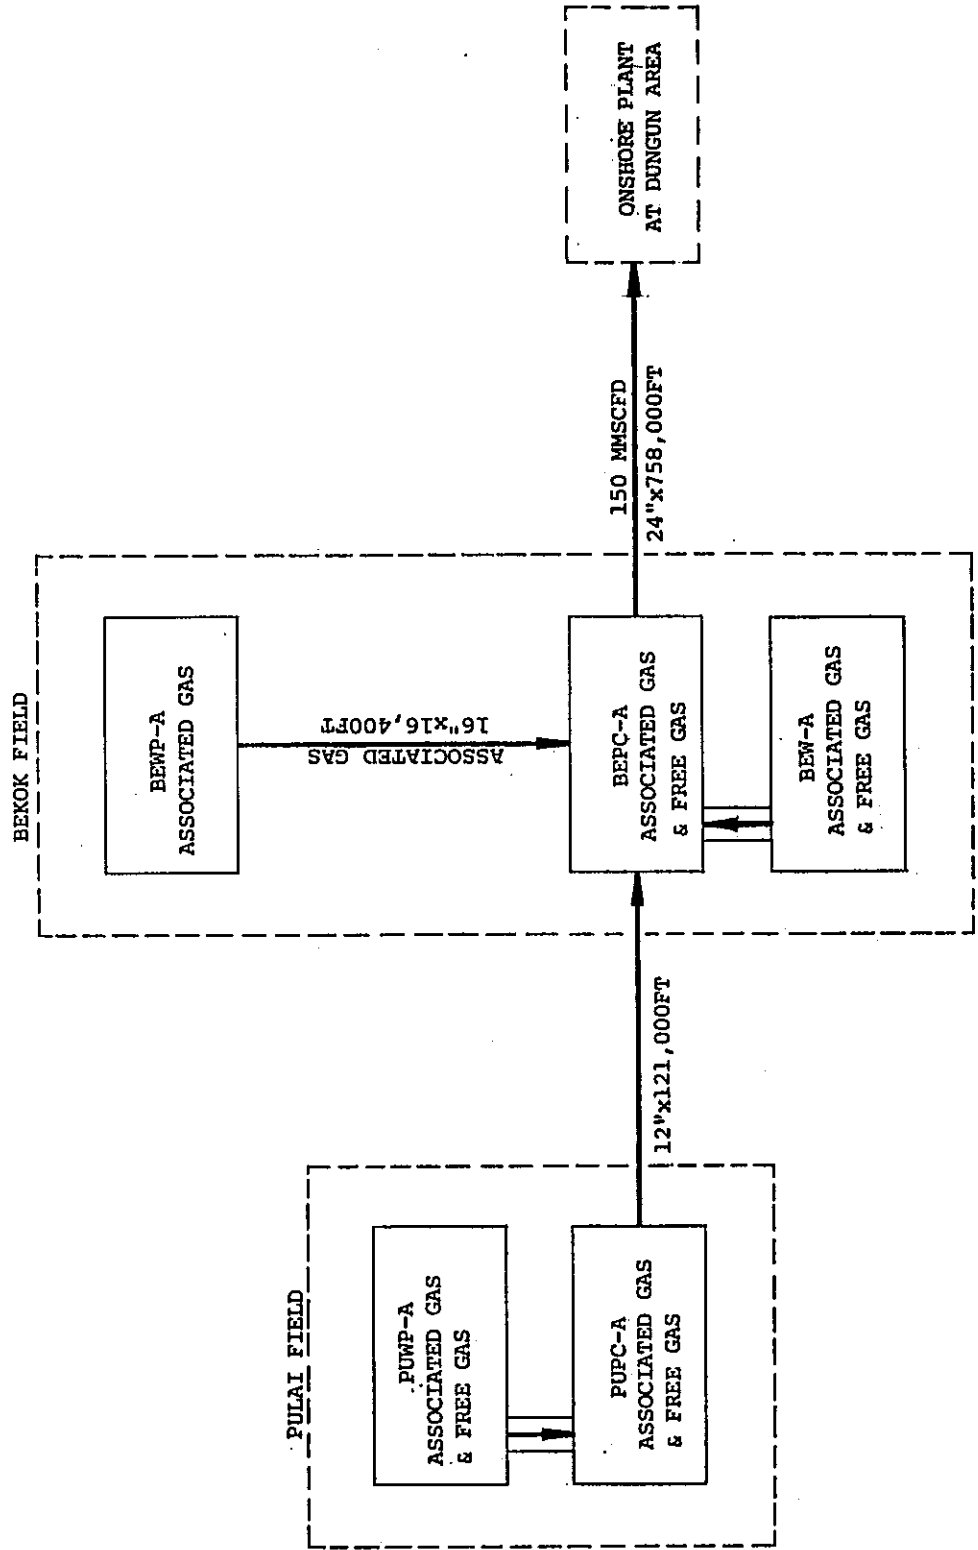 PULAI FIELD
PUWP-A
ASSOCIATED GAS
& FREE GAS
PUPC-A
ASSOCIATED GAS
& FREE GAS
12"x121,000FT
BEKOK FIELD
BEWP-A
ASSOCIATED GAS
16"x16,400FT
ASSOCIATED GAS
BEPC-A
ASSOCIATED GAS
& FREE GAS
BEW-A
ASSOCIATED GAS
& FREE GAS
150 MMSCFD
24"x758,000FT
ONSHORE PLANT
AT DUNGUN AREA